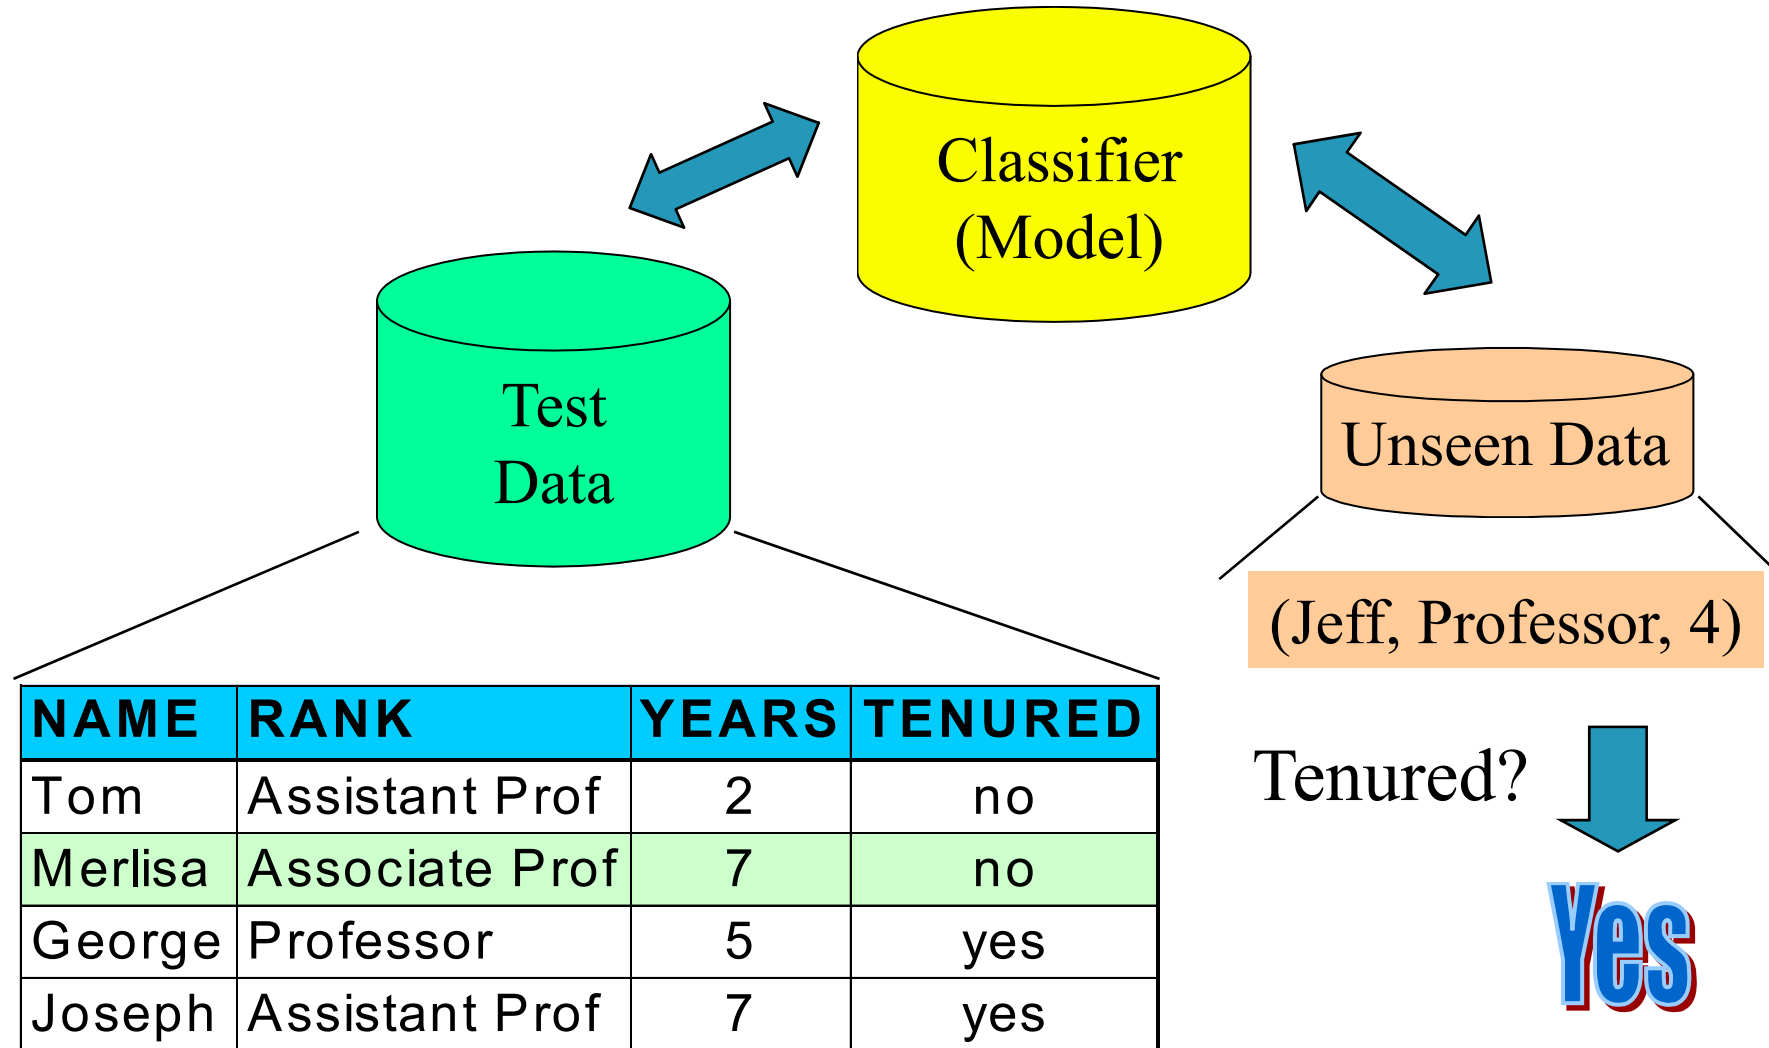 Classifier
(Model)
Test
Data
Unseen Data
(Jeff, Professor, 4)
NAME RANK YEARS TENURED
Tom Assistant Prof 2 no
Merlisa Associate Prof 7 no
George Professor 5 yes
Joseph Assistant Prof 7 yes
Tenured?
Yes